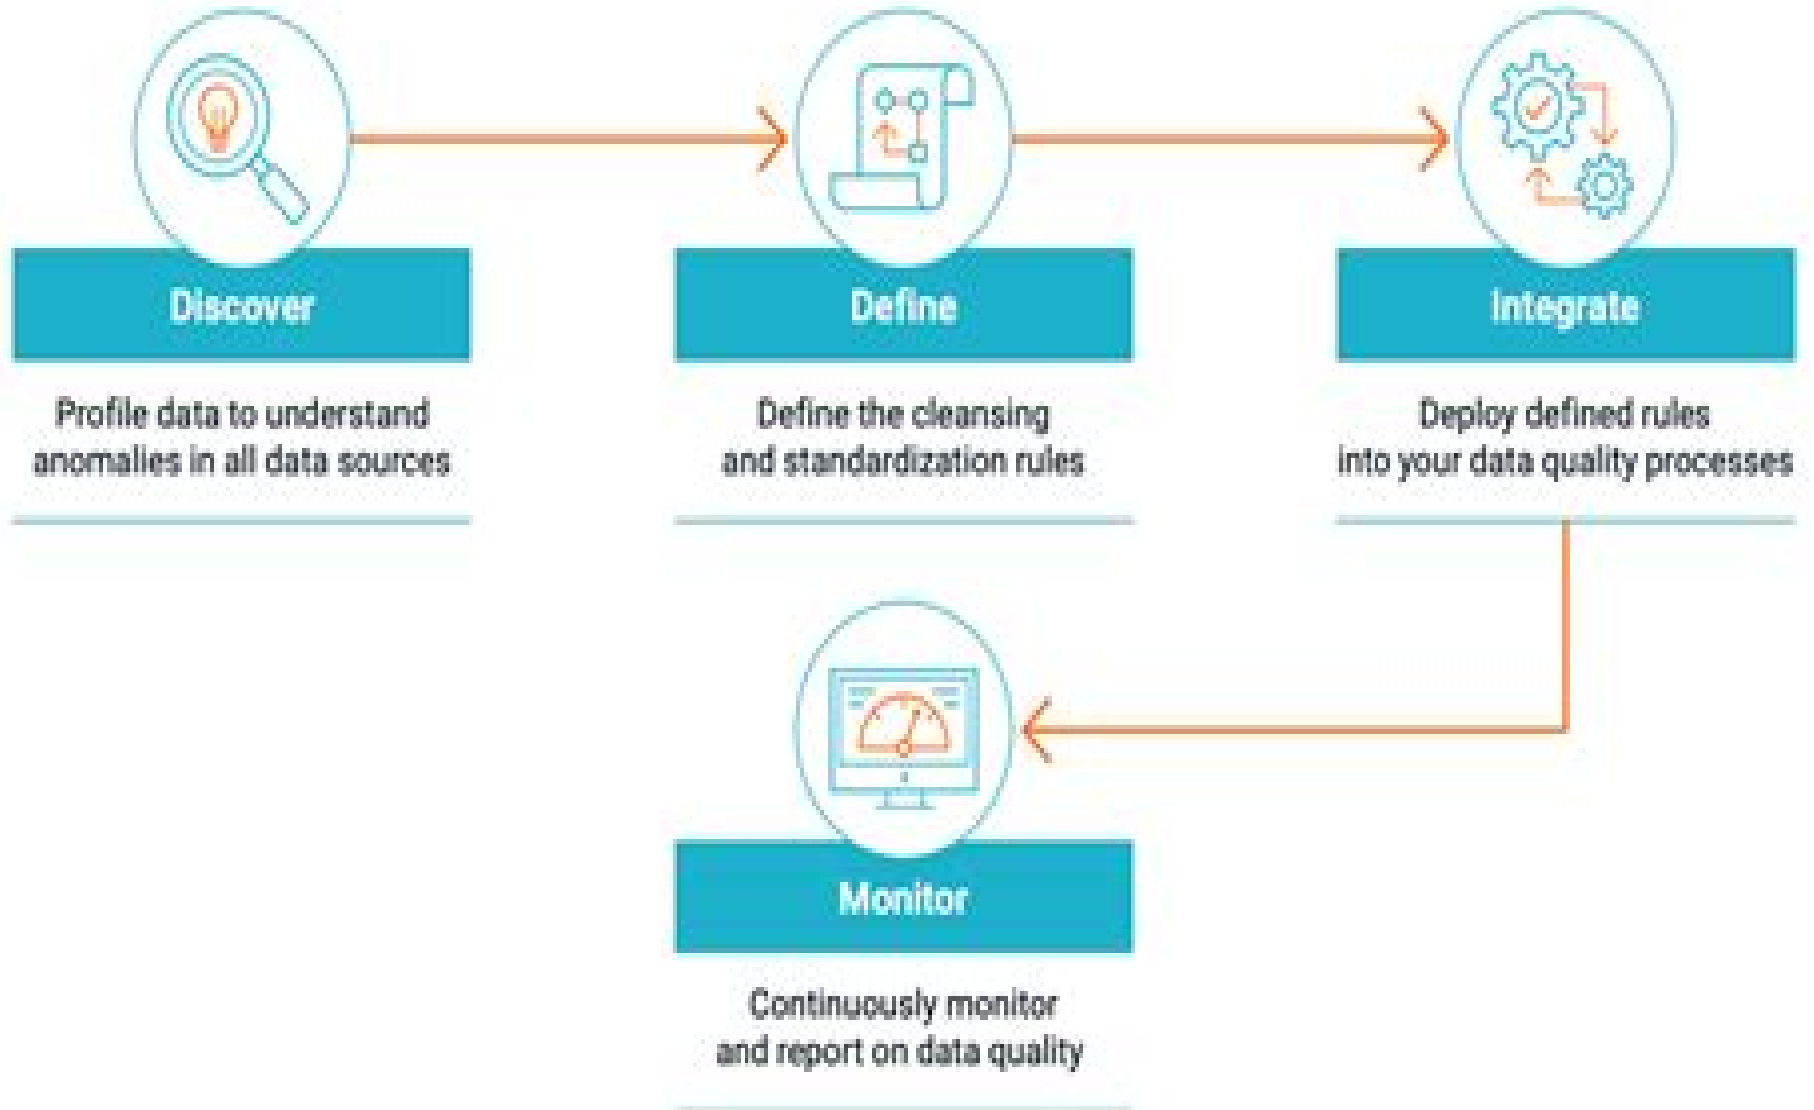 Discover
Profile data to understand
anomalies in all data sources
Define
Define the cleansing
and standardization rules
Integrate
Deploy defined rules
into your data quality processes
Monitor
Continuously monitor
and report on data quality